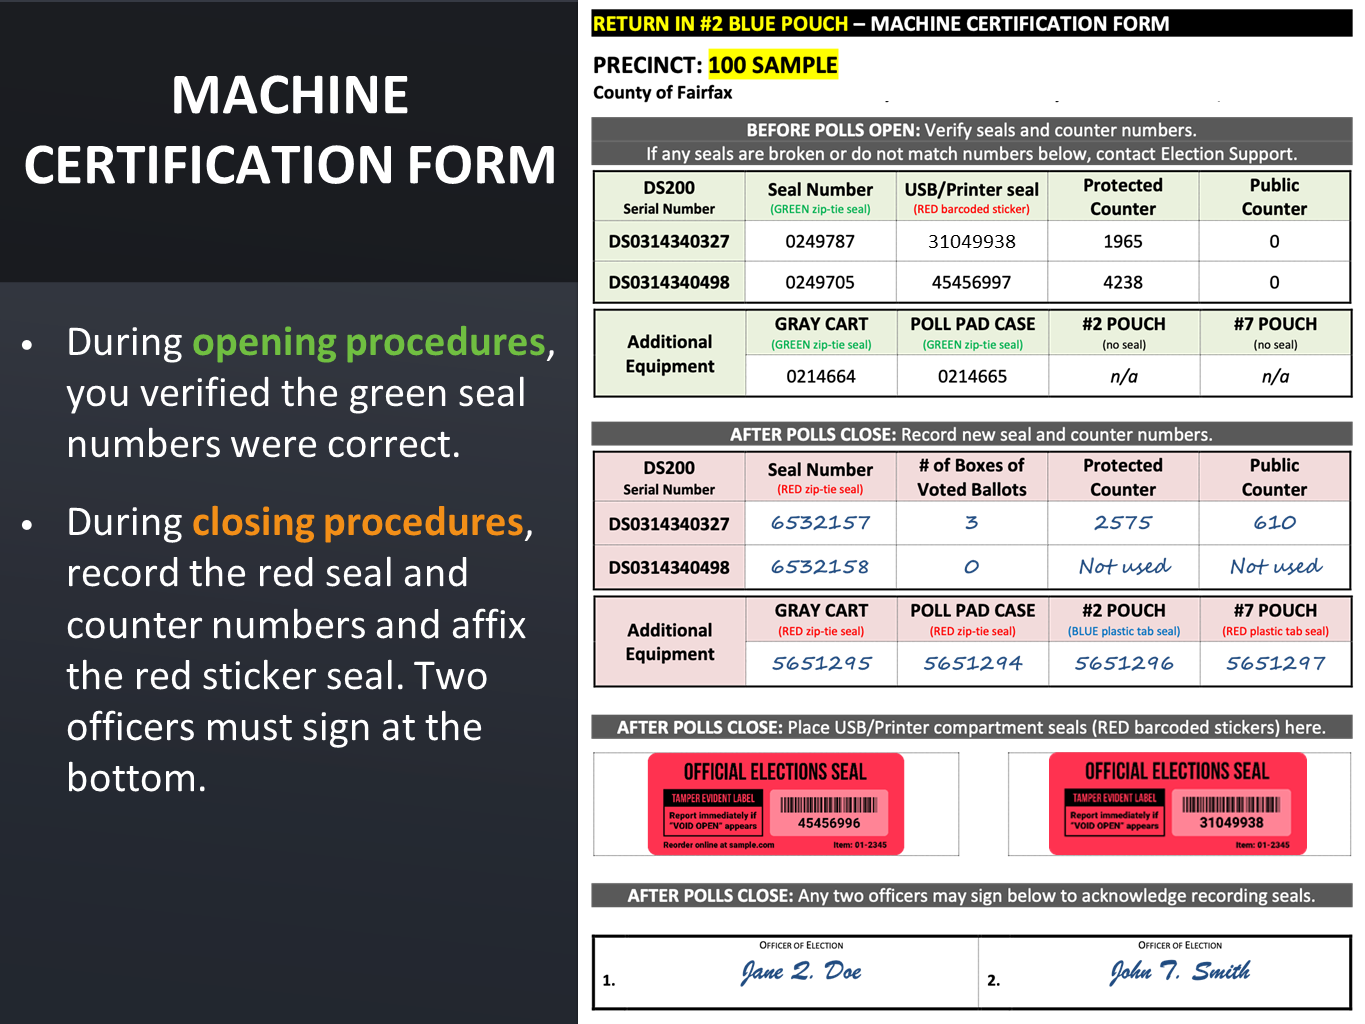 MACHINE
CERTIFICATION FORM
• During opening procedures,
you verified the green seal
numbers were correct.
• During closing procedures,
record the red seal and
counter numbers and affix
the red sticker seal. Two
officers must sign at the
bottom.
RETURN IN #2 BLUE POUCH – MACHINE CERTIFICATION FORM
PRECINCT: 100 SAMPLE
County of Fairfax
BEFORE POLLS OPEN: Verify seals and counter numbers.
If any seals are broken or do not match numbers below, contact Election Support.
DS200 Seal Number USB/Printer seal Protected Public
Serial Number (GREEN zip-tie seal) (RED barcoded sticker) Counter Counter
DS0314340327 0249787 31049938 1965 0
DS0314340498 0249705 45456997 4238 0
Additional Equipment GRAY CART POLL PAD CASE #2 POUCH #7 POUCH
(GREEN zip-tie seal) (GREEN zip-tie seal) (no seal) (no seal)
0214664 0214665 n/a n/a
AFTER POLLS CLOSE: Record new seal and counter numbers.
DS200 Seal Number # of Boxes of Protected Public
Serial Number (RED zip-tie seal) Voted Ballots Counter Counter
DS0314340327 6532157 3 2575 610
DS0314340498 6532158 0 Not used Not used
Additional Equipment GRAY CART POLL PAD CASE #2 POUCH #7 POUCH
(RED zip-tie seal) (RED zip-tie seal) (BLUE plastic tab seal) (RED plastic tab seal)
5651295 5651294 5651296 5651297
AFTER POLLS CLOSE: Place USB/Printer compartment seals (RED barcoded stickers) here.
OFFICIAL ELECTIONS SEAL
TAMPER EVIDENT LABEL
Report immediately if
"VOID OPEN" appears
45456996
Reorder online at sample.com Item: 01-2345
OFFICIAL ELECTIONS SEAL
TAMPER EVIDENT LABEL
Report immediately if
"VOID OPEN" appears
31049938
Item: 01-2345
AFTER POLLS CLOSE: Any two officers may sign below to acknowledge recording seals.
OFFICER OF ELECTION OFFICER OF ELECTION
1. Jane Q. Doe 2. John T. Smith